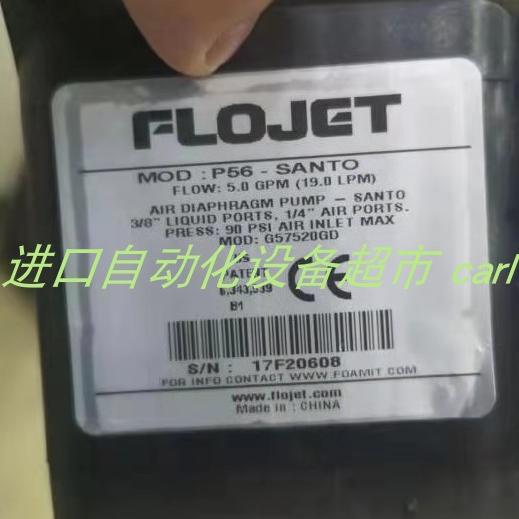 FLOJET
MOD : P56 - SANTO
FLOW: 5.0 GPM (19.0 LPM)
AIR DIAPHRAGM PUMP - SANTO
3/8" LIQUID PORTS, 1/4" AIR PORTS.
PRESS: 90 PSI AIR INLET MAX
MOD: G57520GD
进口自动化设备超市 carl
PATENT
B1
CE
S/N : 17F20608
FOR INFO CONTACT WWW.FOAMIT.COM
www.flojet.com
Made in : CHINA